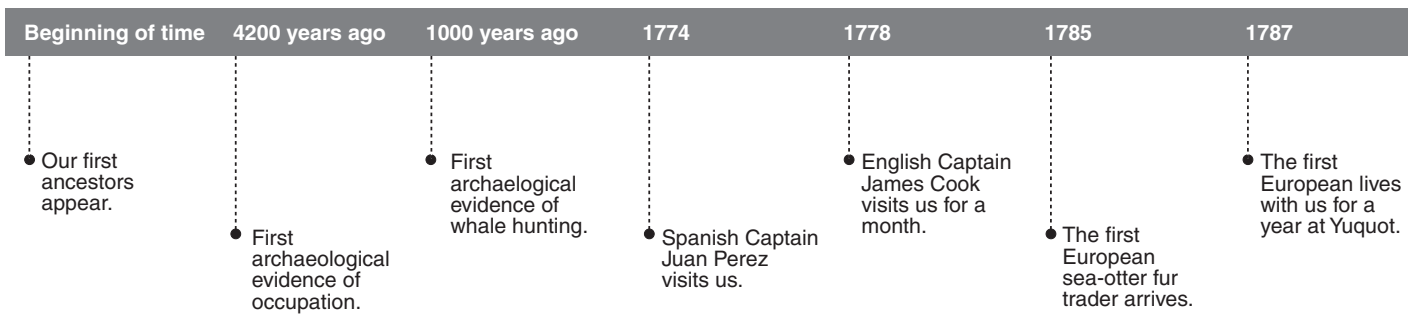 Beginning of time 4200 years ago 1000 years ago 1774 1778 1785 1787
Our first
ancestors
appear.
First
archaeological
evidence of
occupation.
First
archaelogical
evidence of
whale hunting.
Spanish Captain
Juan Perez
visits us.
English Captain
James Cook
visits us for a
month.
The first
European
sea-otter fur
trader arrives.
The first
European lives
with us for a
year at Yuquot.